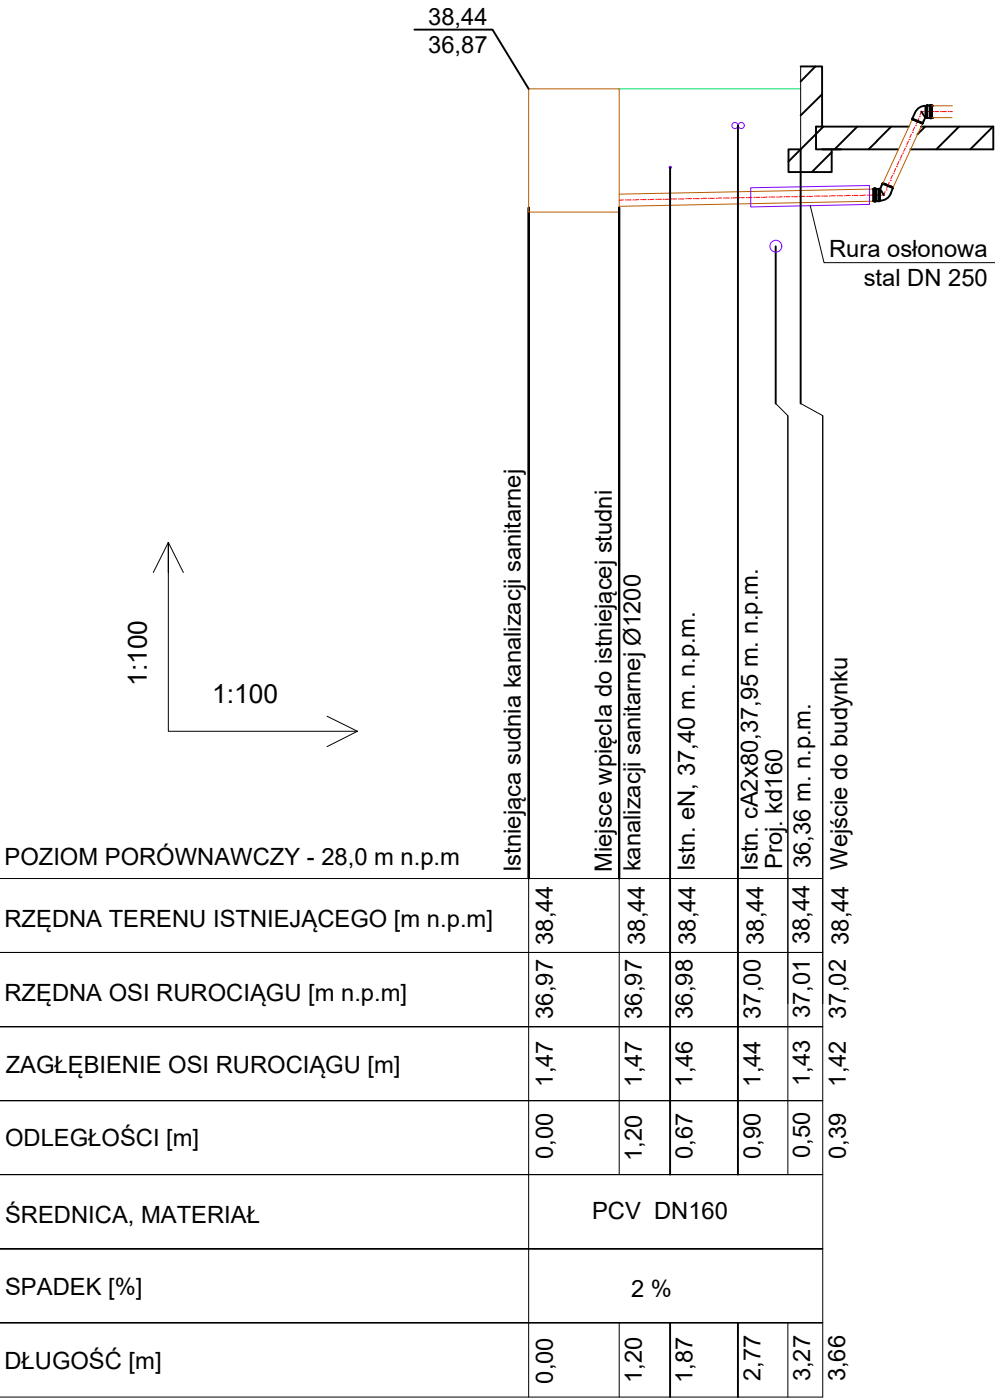 38,44
36,87
Rura osłonowa
stal DN 250
1:100
1:100
Istniejąca sudnia kanalizacji sanitarnej
Miejsce wpięcla do istniejącej studni
kanalizacji sanitarnej Ø1200
Istn. eN, 37,40 m. n.p.m.
Istn. cA2x80,37,95 m. n.p.m.
Proj. kd160
36,36 m. n.p.m.
Wejście do budynku
POZIOM PORÓWNAWCZY - 28,0 m n.p.m
RZĘDNA TERENU ISTNIEJĄCEGO [m n.p.m] 38,44 38,44 38,44 38,44 38,44 38,44
RZĘDNA OSI RUROCIĄGU [m n.p.m] 36,97 36,97 36,98 37,00 37,01 37,02
ZAGŁĘBIENIE OSI RUROCIĄGU [m] 1,47 1,47 1,46 1,44 1,43 1,42
ODLEGŁOŚCI [m] 0,00 1,20 0,67 0,90 0,50 0,39
ŚREDNICA, MATERIAŁ PCV DN160
SPADEK [%] 2 %
DŁUGOŚĆ [m] 0,00 1,20 1,87 2,77 3,27 3,66